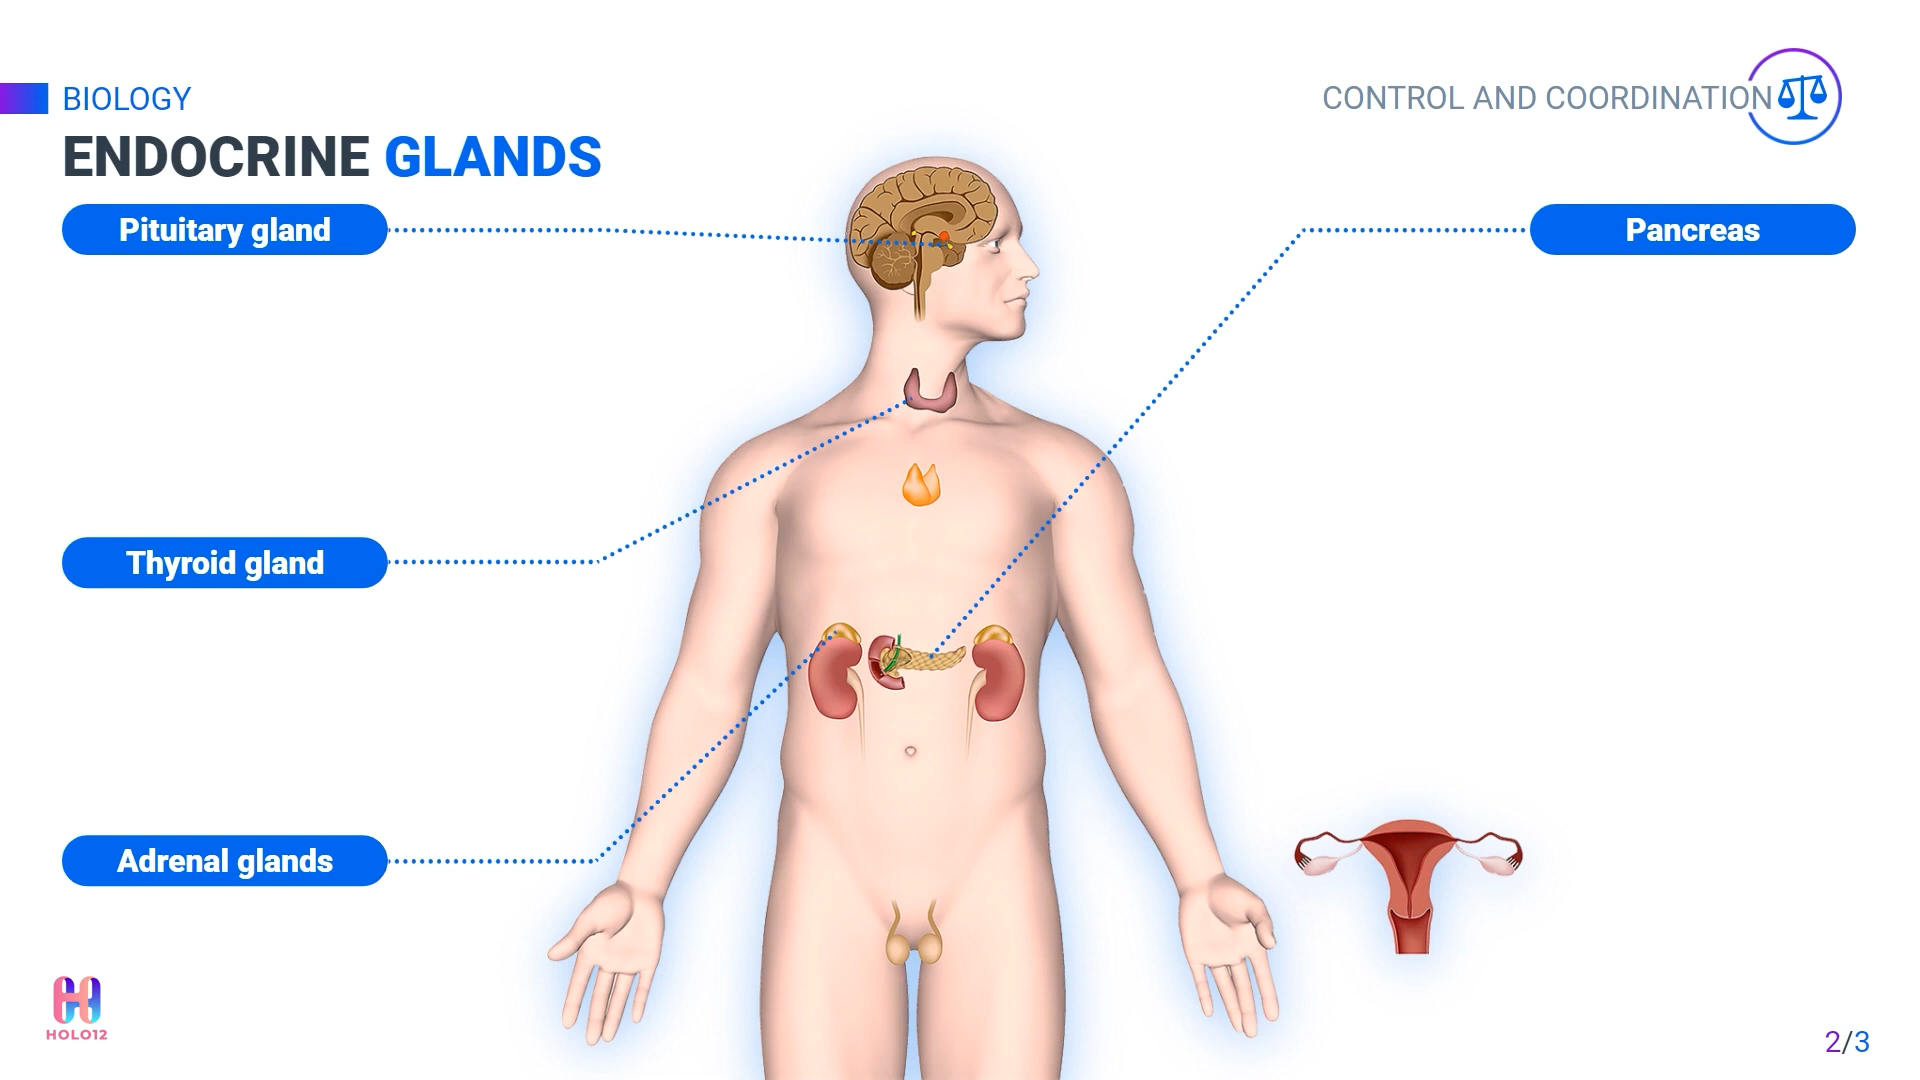 BIOLOGY
CONTROL AND COORDINATION
ENDOCRINE GLANDS
Pituitary gland
Pancreas
Thyroid gland
Adrenal glands
HOLO12
2/3